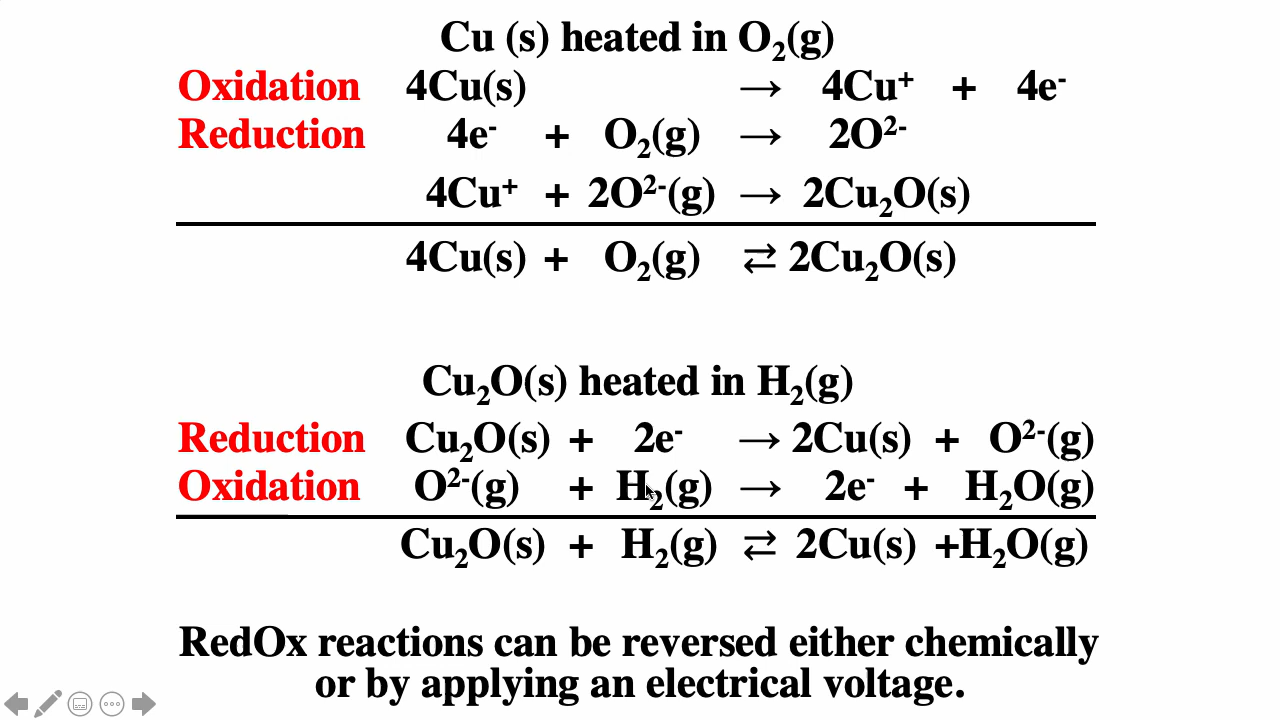 Cu (s) heated in O₂(g)
Oxidation 4Cu(s) → 4Cu⁺ + 4e⁻
Reduction 4e⁻ + O₂(g) → 2O²⁻
4Cu⁺ + 2O²⁻(g) → 2Cu₂O(s)
4Cu(s) + O₂(g) ⇄ 2Cu₂O(s)
Cu₂O(s) heated in H₂(g)
Reduction Cu₂O(s) + 2e⁻ → 2Cu(s) + O²⁻(g)
Oxidation O²⁻(g) + H₂(g) → 2e⁻ + H₂O(g)
Cu₂O(s) + H₂(g) ⇄ 2Cu(s) +H₂O(g)
RedOx reactions can be reversed either chemically
or by applying an electrical voltage.